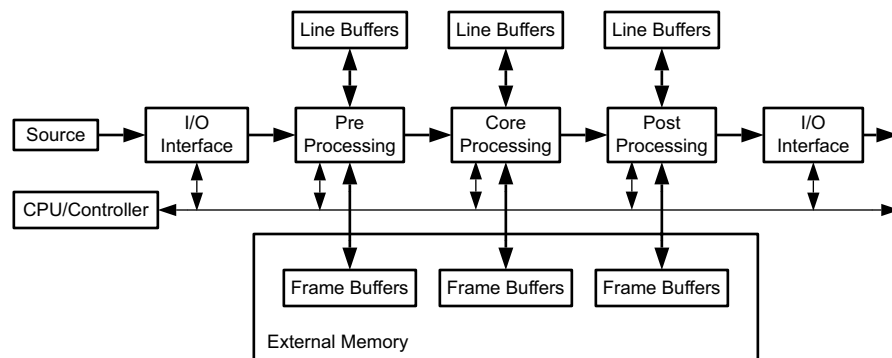 Line Buffers
Line Buffers
Line Buffers
Source
I/O
Interface
Pre
Processing
Core
Processing
Post
Processing
I/O
Interface
CPU/Controller
Frame Buffers
Frame Buffers
Frame Buffers
External Memory